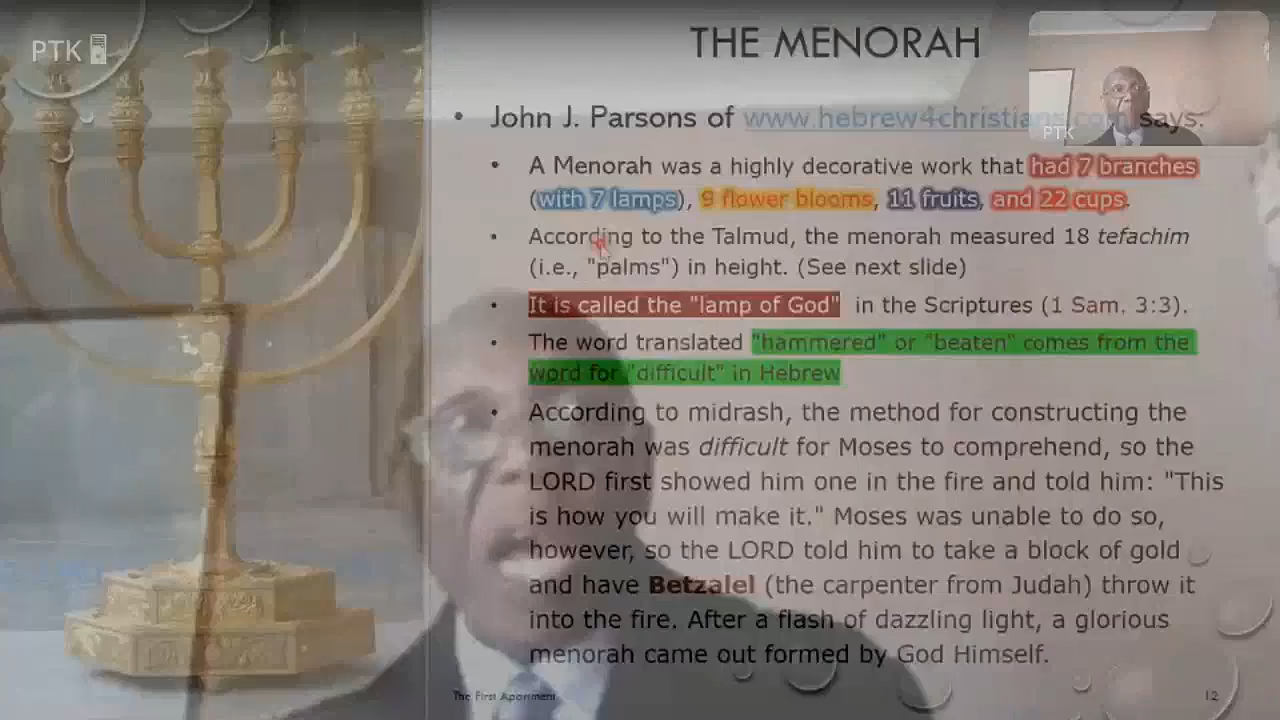 PTK
THE MENORAH
• John J. Parsons of www.hebrew4christians.com says:
PTK
• A Menorah was a highly decorative work that had 7 branches
(with 7 lamps), 9 flower blooms, 11 fruits, and 22 cups.
• According to the Talmud, the menorah measured 18 tefachim
(i.e., "palms") in height. (See next slide)
• It is called the "lamp of God" in the Scriptures (1 Sam. 3:3).
• The word translated "hammered" or "beaten" comes from the
word for "difficult" in Hebrew
• According to midrash, the method for constructing the
menorah was difficult for Moses to comprehend, so the
LORD first showed him one in the fire and told him: "This
is how you will make it." Moses was unable to do so,
however, so the LORD told him to take a block of gold
and have Betzalel (the carpenter from Judah) throw it
into the fire. After a flash of dazzling light, a glorious
menorah came out formed by God Himself.
The First Apartment
12